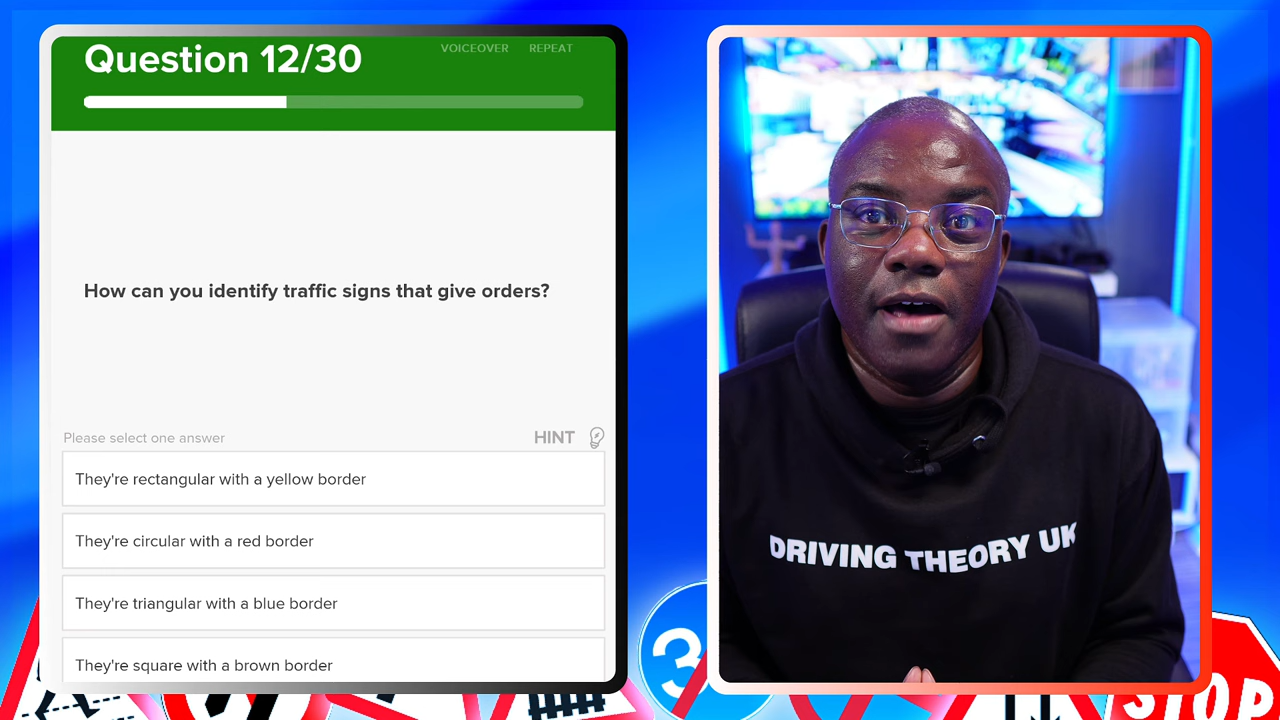 Question 12/30
VOICEOVER REPEAT
How can you identify traffic signs that give orders?
Please select one answer
HINT
They're rectangular with a yellow border
They're circular with a red border
They're triangular with a blue border
They're square with a brown border
DRIVING THEORY UK
3
STOP